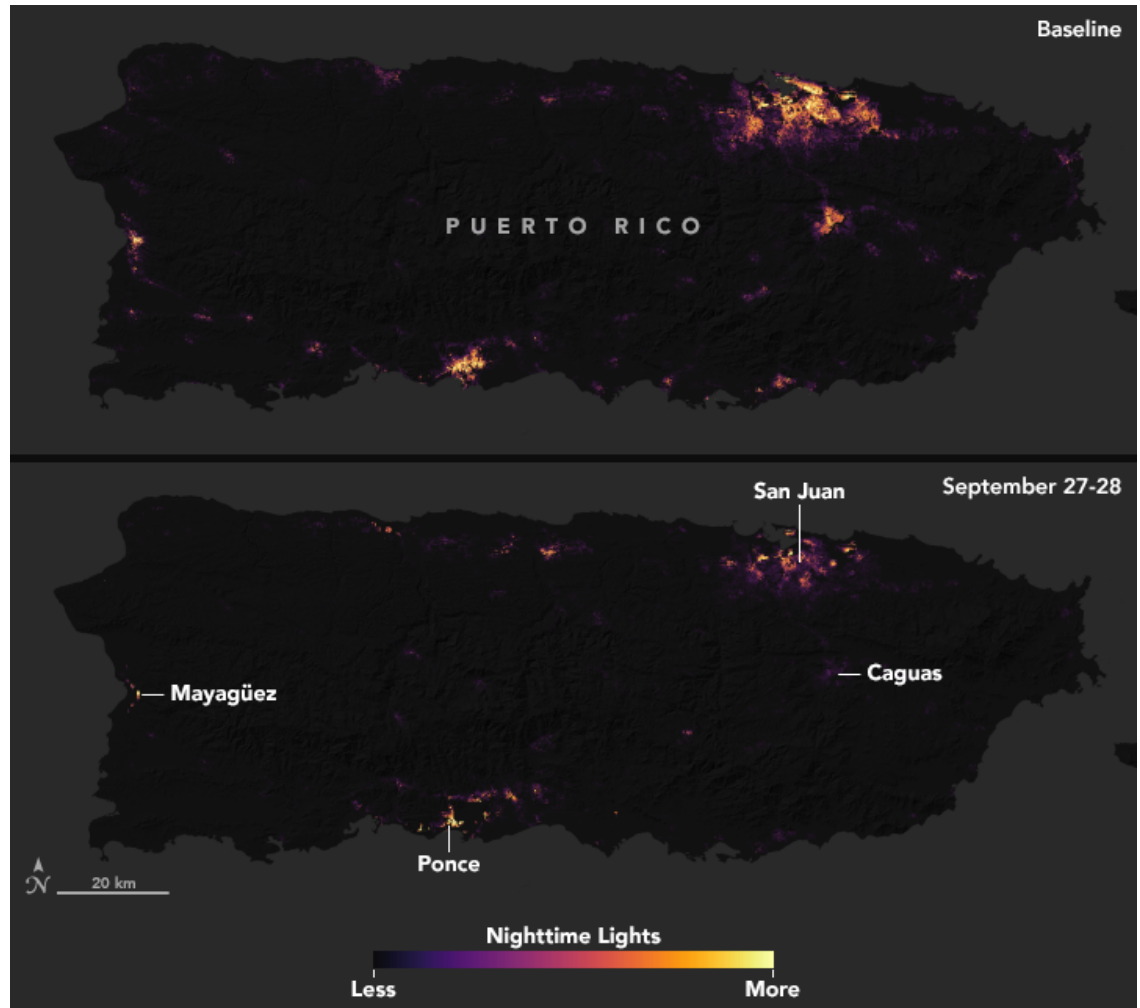 Baseline
PUERTO RICO
San Juan
September 27-28
Caguas
Mayagüez
Ponce
N
20 km
Nighttime Lights
Less
More